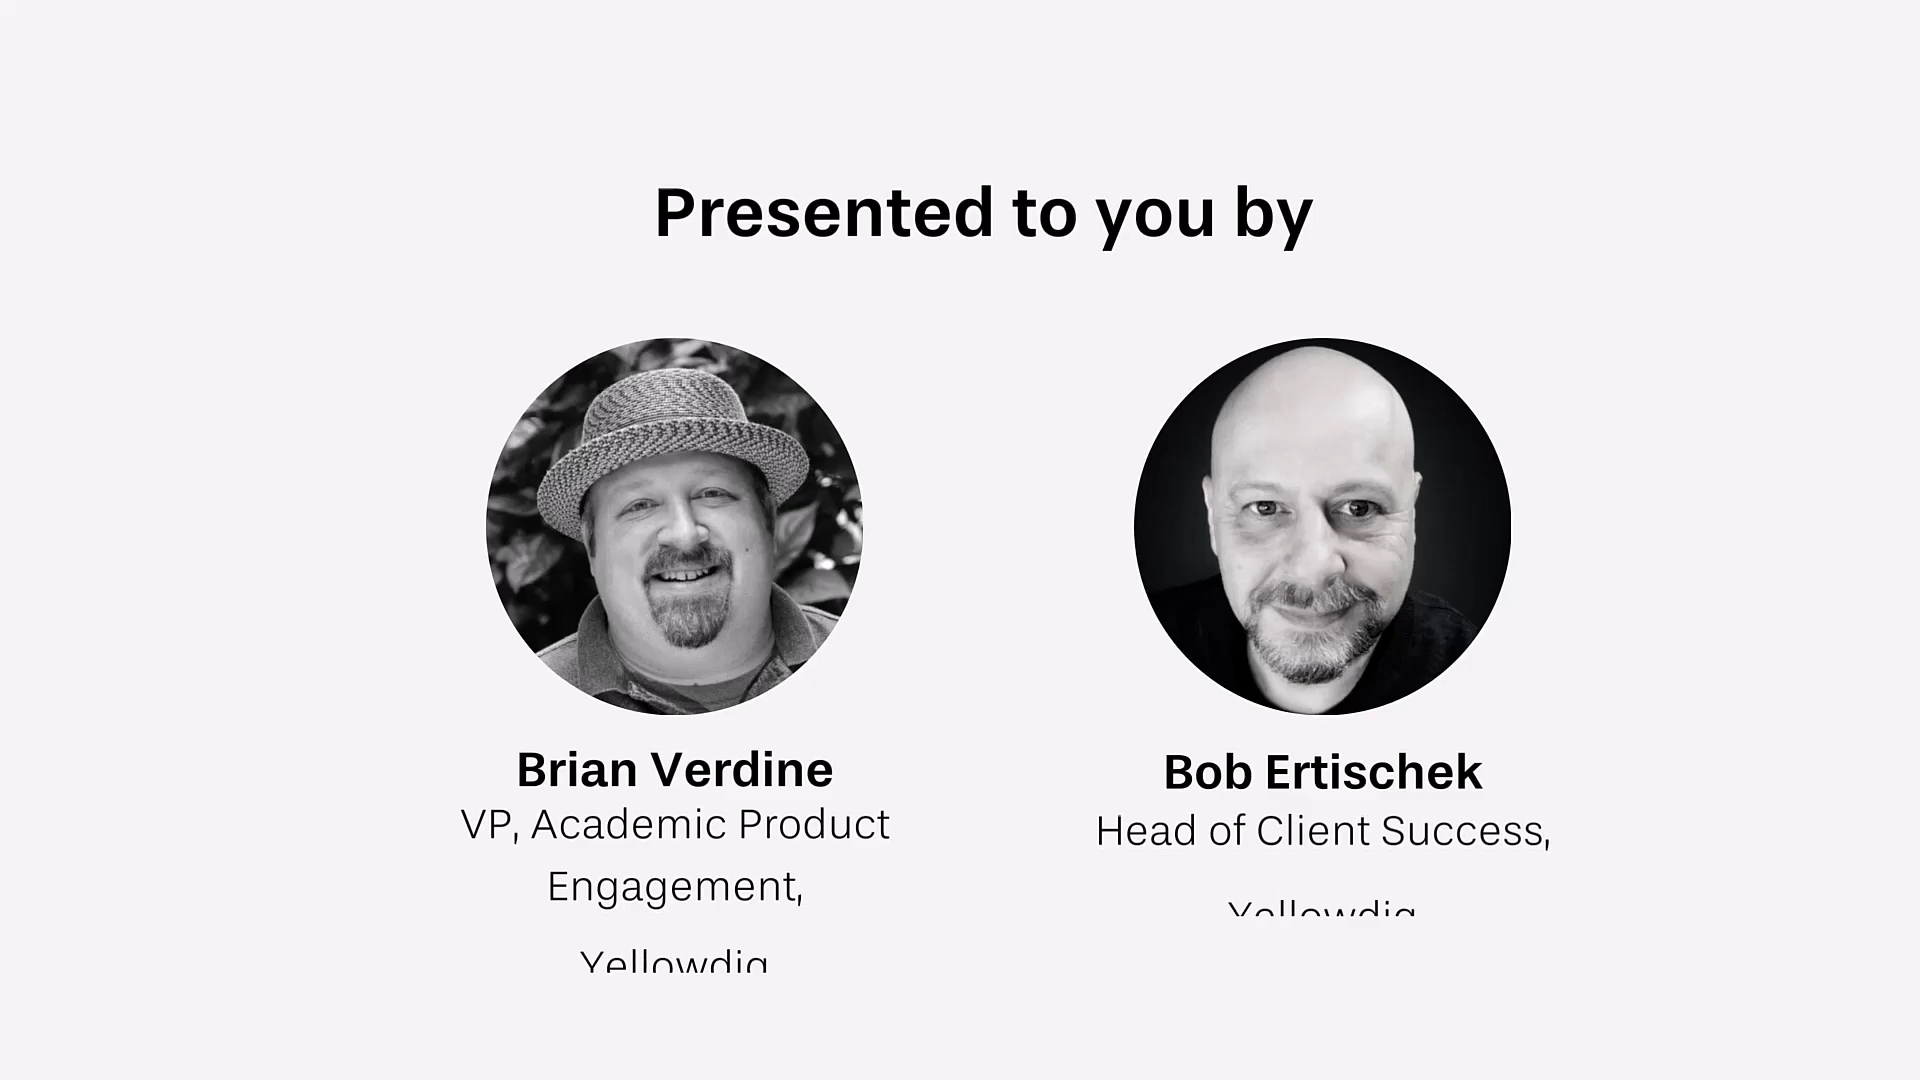 Presented to you by
Brian Verdine
VP, Academic Product
Engagement,
Yellowdig
Bob Ertischek
Head of Client Success,
Yellowdig